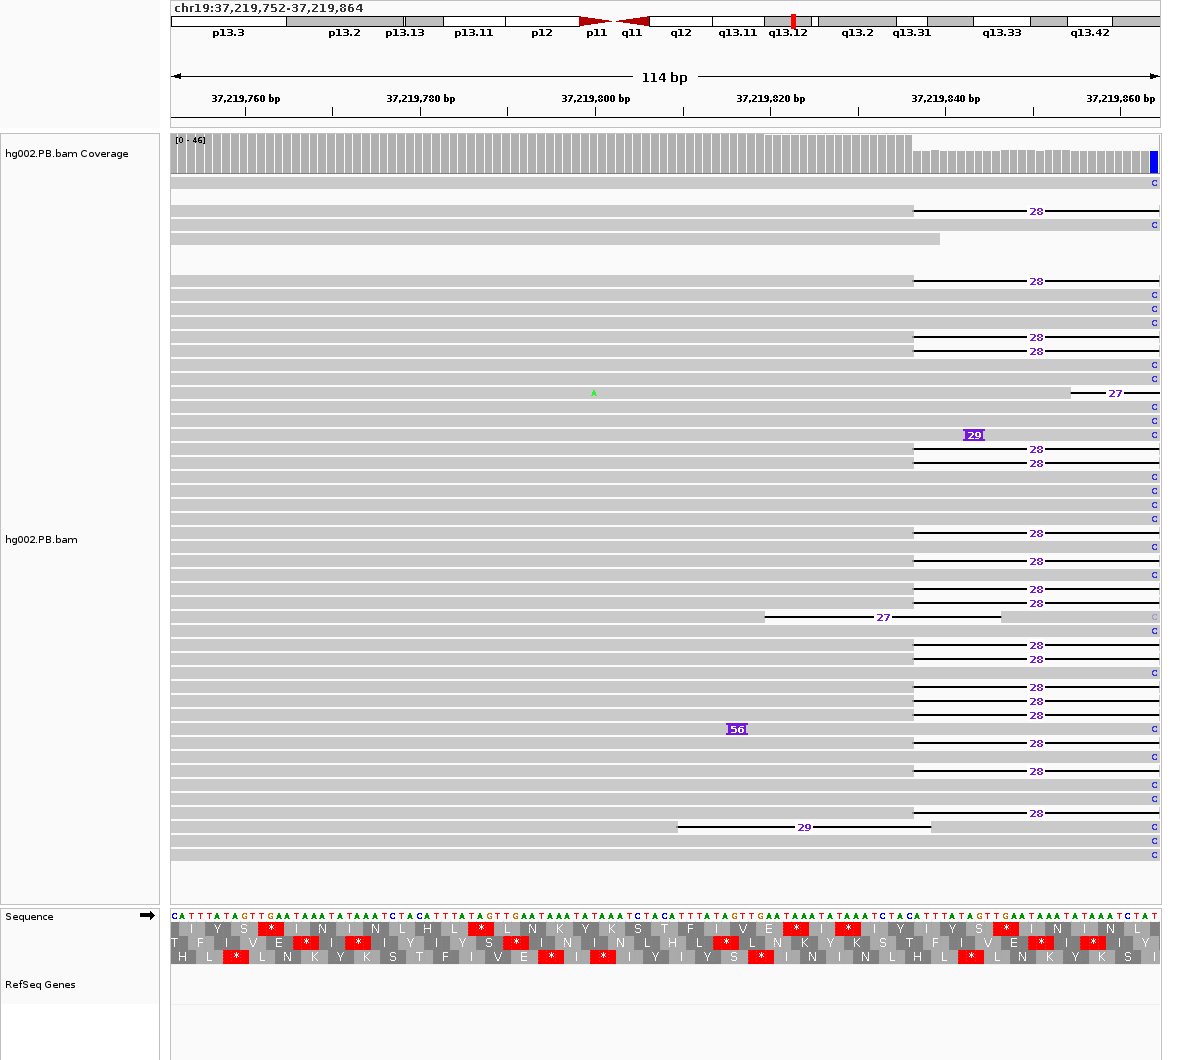 chr19:37,219,752-37,219,864
p13.3 p13.2 p13.13 p13.11 p12 p11 q11 q12 q13.11 q13.12 q13.2 q13.31 q13.33 q13.42
114 bp
37,219,760 bp 37,219,780 bp 37,219,800 bp 37,219,820 bp 37,219,840 bp 37,219,860 bp
[0 - 46]
hg002.PB.bam Coverage
C
28
C
28
C
C
C
28
28
C
C
A 27
C
C
29 C
28
28
C
C
C
C
28
hg002.PB.bam
C
28
C
28
28
27 C
C
28
28
C
28
28
28
56 C
28
C
28
C
C
28
29 C
C
C
Sequence CATTTATAGTTGAATAAATATAAATCTACATTTATAGTTGAATAAATATAAATCTACATTTATAGTTGAATAAATATAAATCTACATTTATAGTTGAATAAATATAAATCTAT
I Y S * I N I N L H L * L N K Y K S T F I V E * I * I Y I Y S * I N I N L
T F I V E * I * I Y I Y S * I N I N L H L * L N K Y K S T F I V E * I * I Y
H L * L N K Y K S T F I V E * I * I Y I Y S * I N I N L H L * L N K Y K S I
RefSeq Genes